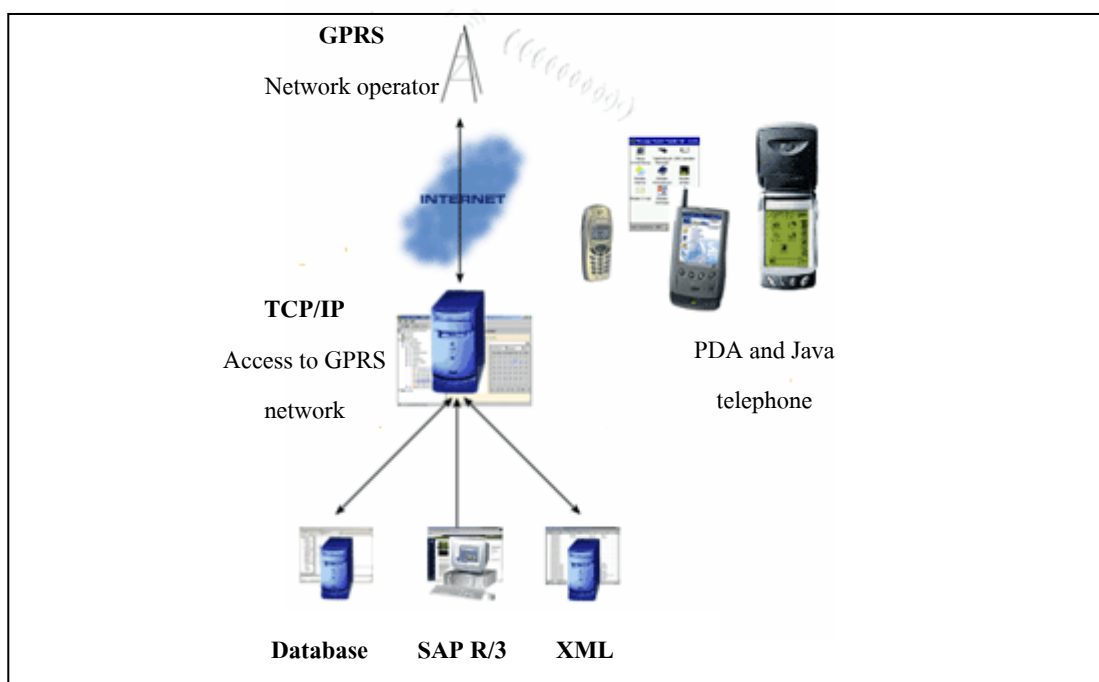 GPRS
Network operator
INTERNET
TCP/IP
Access to GPRS
network
PDA and Java
telephone
Database
SAP R/3
XML